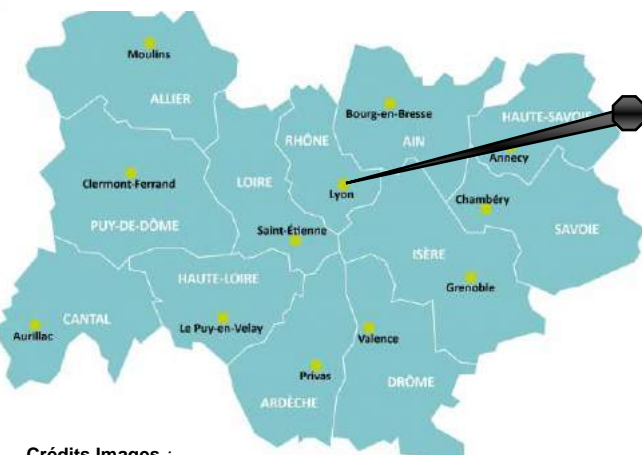 Moulins
ALLIER
Bourg-en-Bresse
HAUTE-SAVOIE
RHÔNE
AIN
Annecy
Clermont-Ferrand
LOIRE
Lyon
Chambéry
PUY-DE-DÔME
Saint-Étienne
SAVOIE
ISÈRE
HAUTE-LOIRE
Grenoble
CANTAL
Aurillac
Le Puy-en-Velay
Valence
Privas
DRÔME
ARDÈCHE
Crédits Images :